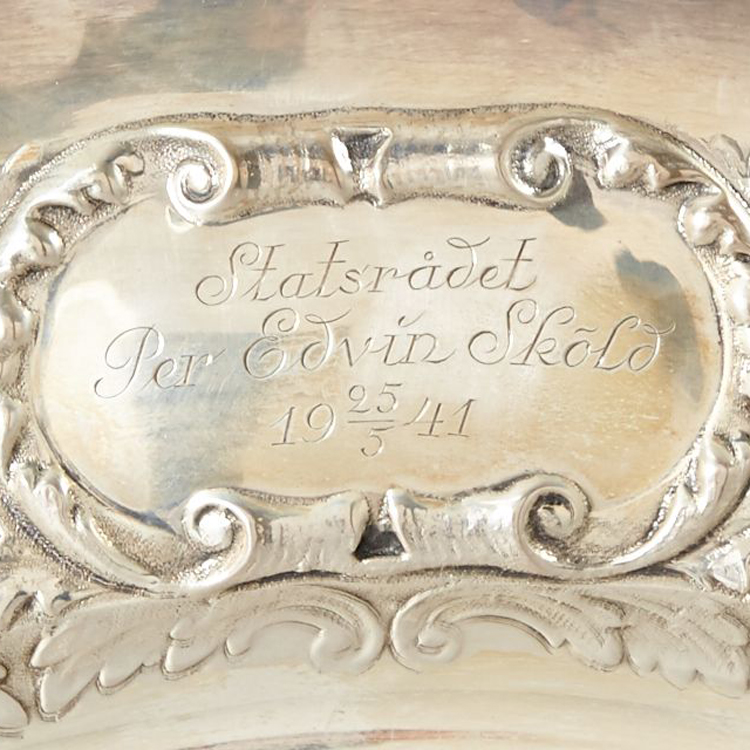 Statsrådet
Per Edvin Sköld
19 25/5 41